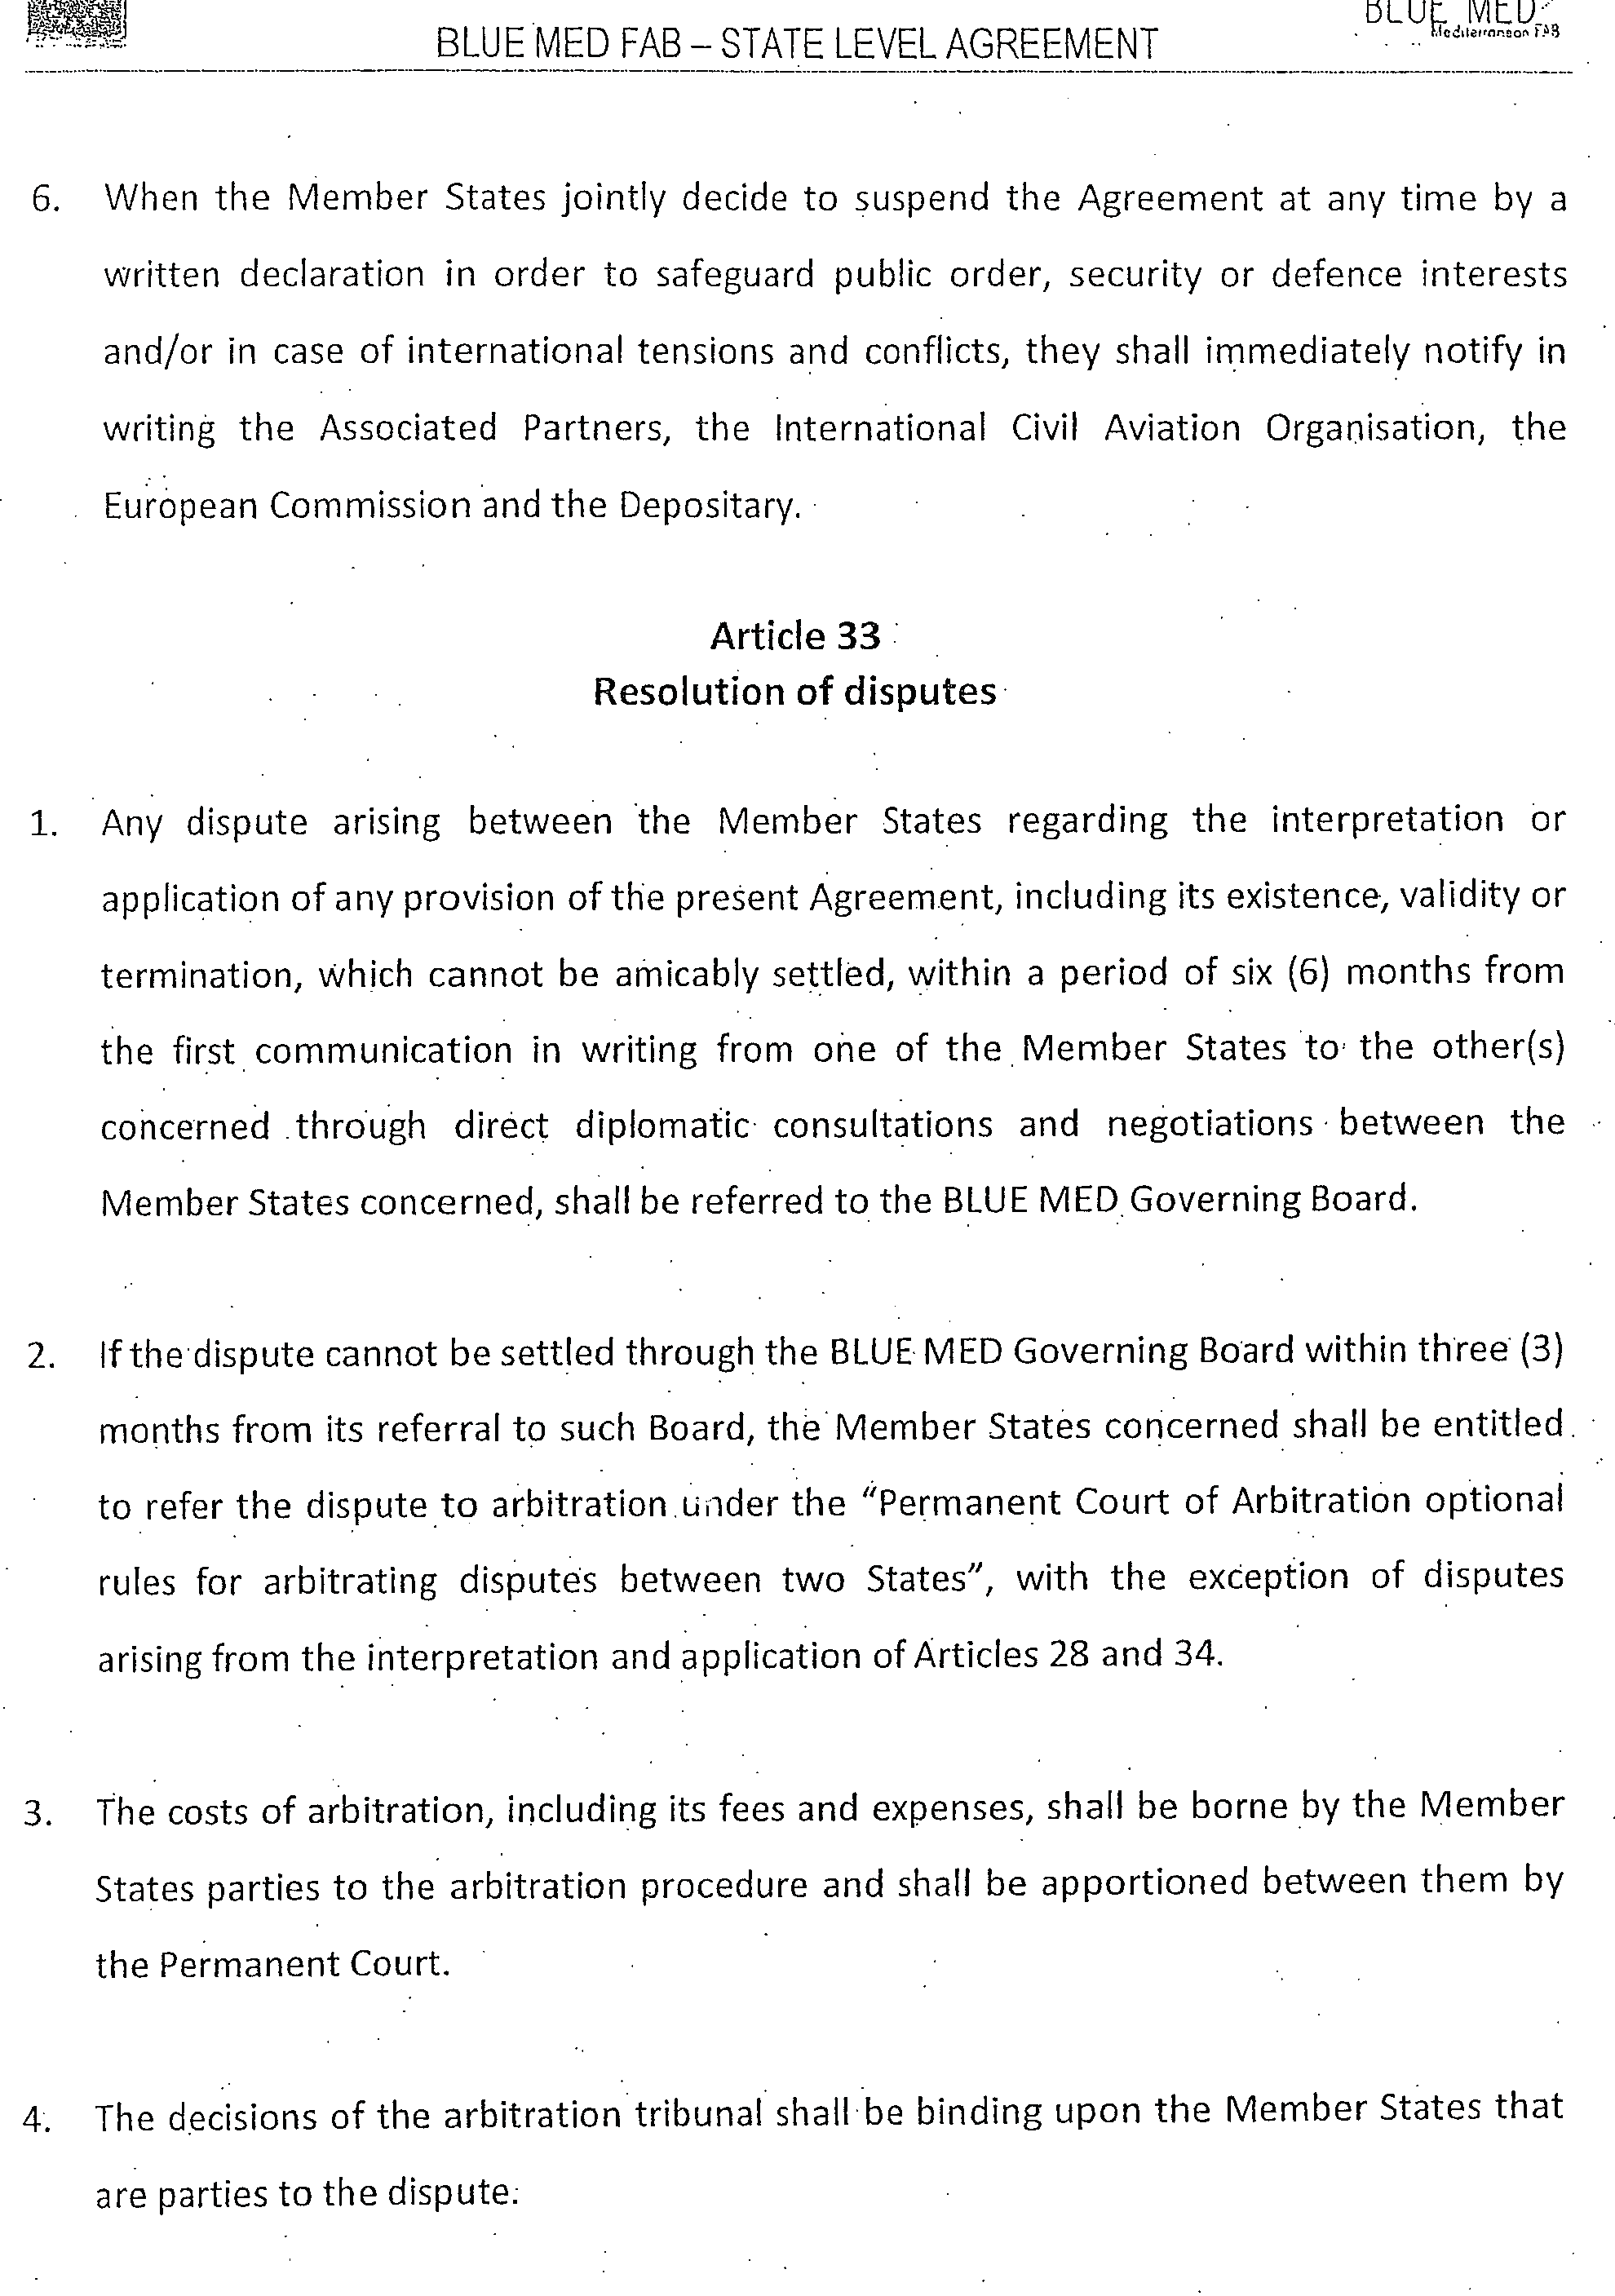 BLUE MED
Mediterranean FAB
BLUE MED FAB – STATE LEVEL AGREEMENT
6. When the Member States jointly decide to suspend the Agreement at any time by a
written declaration in order to safeguard public order, security or defence interests
and/or in case of international tensions and conflicts, they shall immediately notify in
writing the Associated Partners, the International Civil Aviation Organisation, the
European Commission and the Depositary.
Article 33
Resolution of disputes
1. Any dispute arising between the Member States regarding the interpretation or
application of any provision of the present Agreement, including its existence, validity or
termination, which cannot be amicably settled, within a period of six (6) months from
the first communication in writing from one of the Member States to the other(s)
concerned through direct diplomatic consultations and negotiations between the
Member States concerned, shall be referred to the BLUE MED Governing Board.
2. If the dispute cannot be settled through the BLUE MED Governing Board within three (3)
months from its referral to such Board, the Member States concerned shall be entitled
to refer the dispute to arbitration under the “Permanent Court of Arbitration optional
rules for arbitrating disputes between two States”, with the exception of disputes
arising from the interpretation and application of Articles 28 and 34.
3. The costs of arbitration, including its fees and expenses, shall be borne by the Member
States parties to the arbitration procedure and shall be apportioned between them by
the Permanent Court.
4. The decisions of the arbitration tribunal shall be binding upon the Member States that
are parties to the dispute.